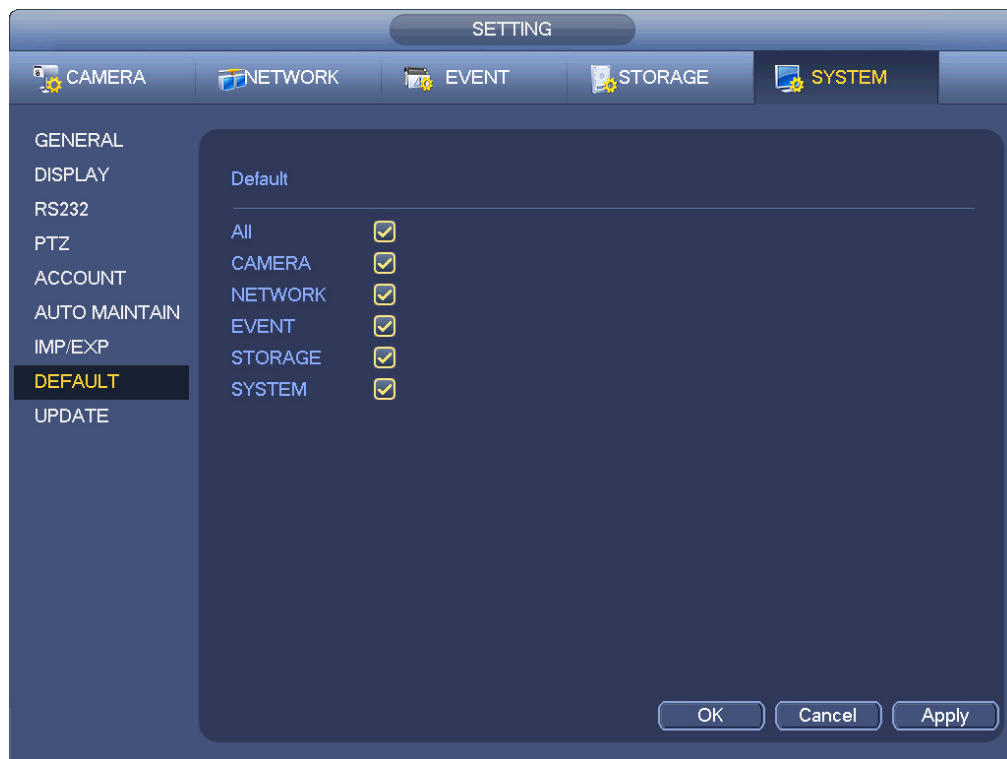 SETTING
CAMERA NETWORK EVENT STORAGE SYSTEM
GENERAL
DISPLAY
RS232
PTZ
ACCOUNT
AUTO MAINTAIN
IMP/EXP
DEFAULT
UPDATE
Default
All
CAMERA
NETWORK
EVENT
STORAGE
SYSTEM
OK Cancel Apply